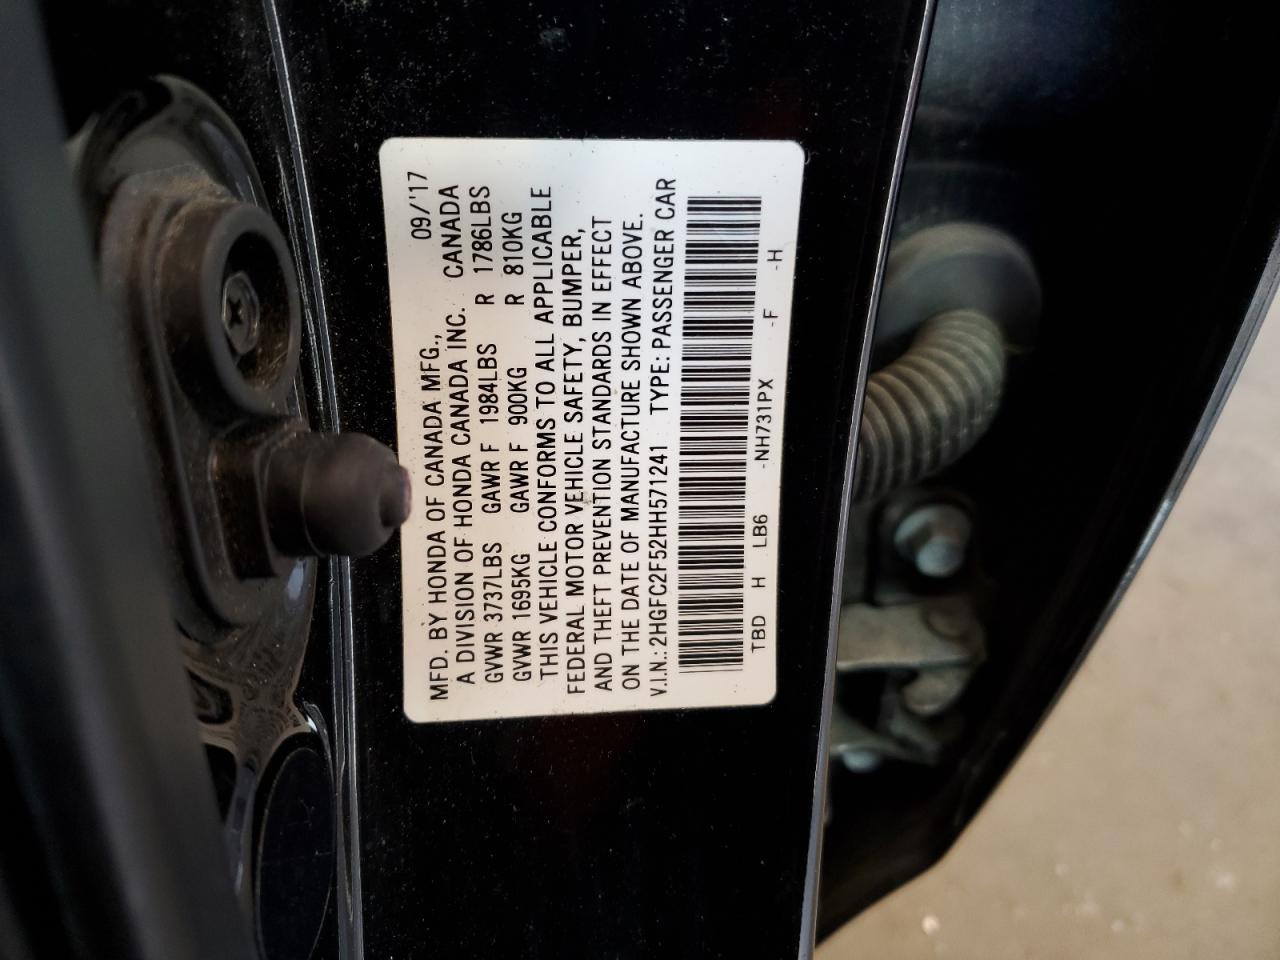 MFD. BY HONDA OF CANADA MFG., 09/'17
A DIVISION OF HONDA CANADA INC. CANADA
GVWR 3737LBS GAWR F 1984LBS R 1786LBS
GVWR 1695KG GAWR F 900KG R 810KG
THIS VEHICLE CONFORMS TO ALL APPLICABLE
FEDERAL MOTOR VEHICLE SAFETY, BUMPER,
AND THEFT PREVENTION STANDARDS IN EFFECT
ON THE DATE OF MANUFACTURE SHOWN ABOVE.
V.I.N.: 2HGFC2F52HH571241 TYPE: PASSENGER CAR
TBD H LB6 -NH731PX -F -H